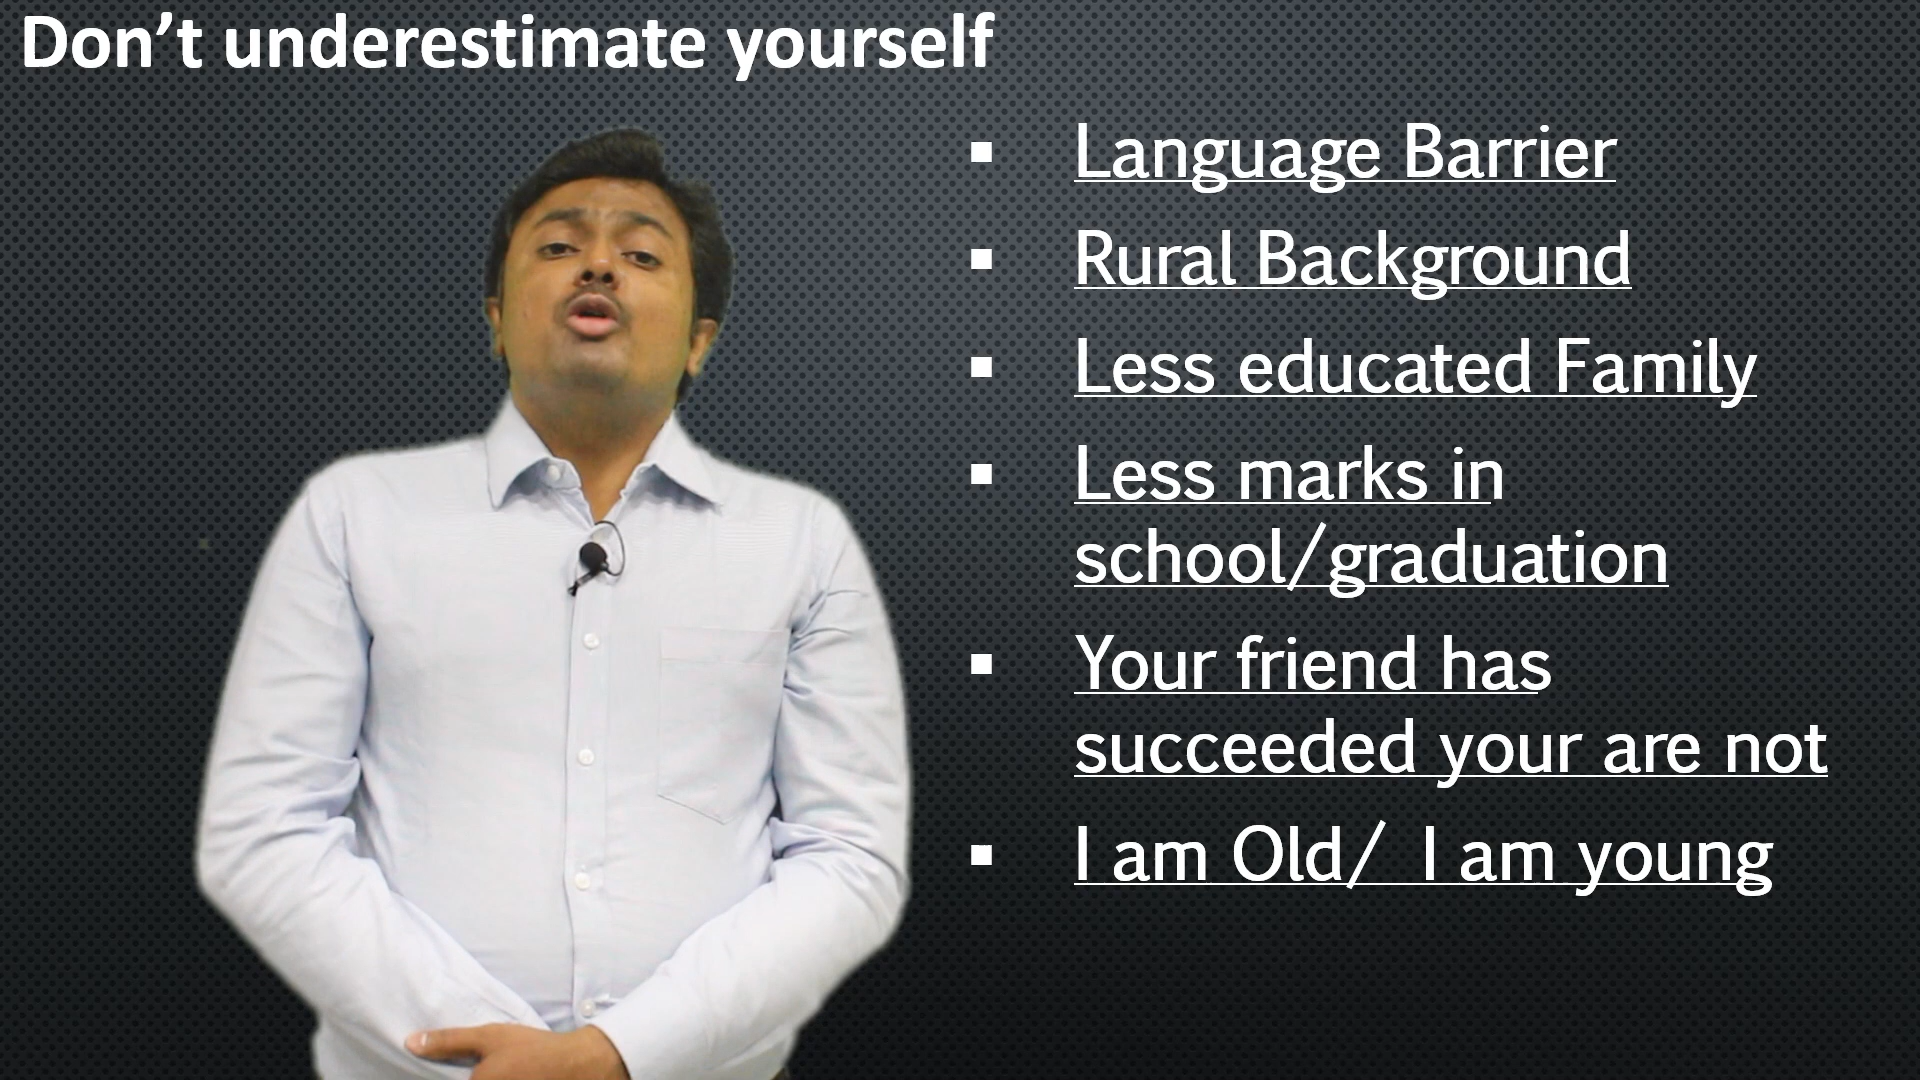 Don’t underestimate yourself
▪ Language Barrier
▪ Rural Background
▪ Less educated Family
▪ Less marks in
school/graduation
▪ Your friend has
succeeded your are not
▪ I am Old/ I am young